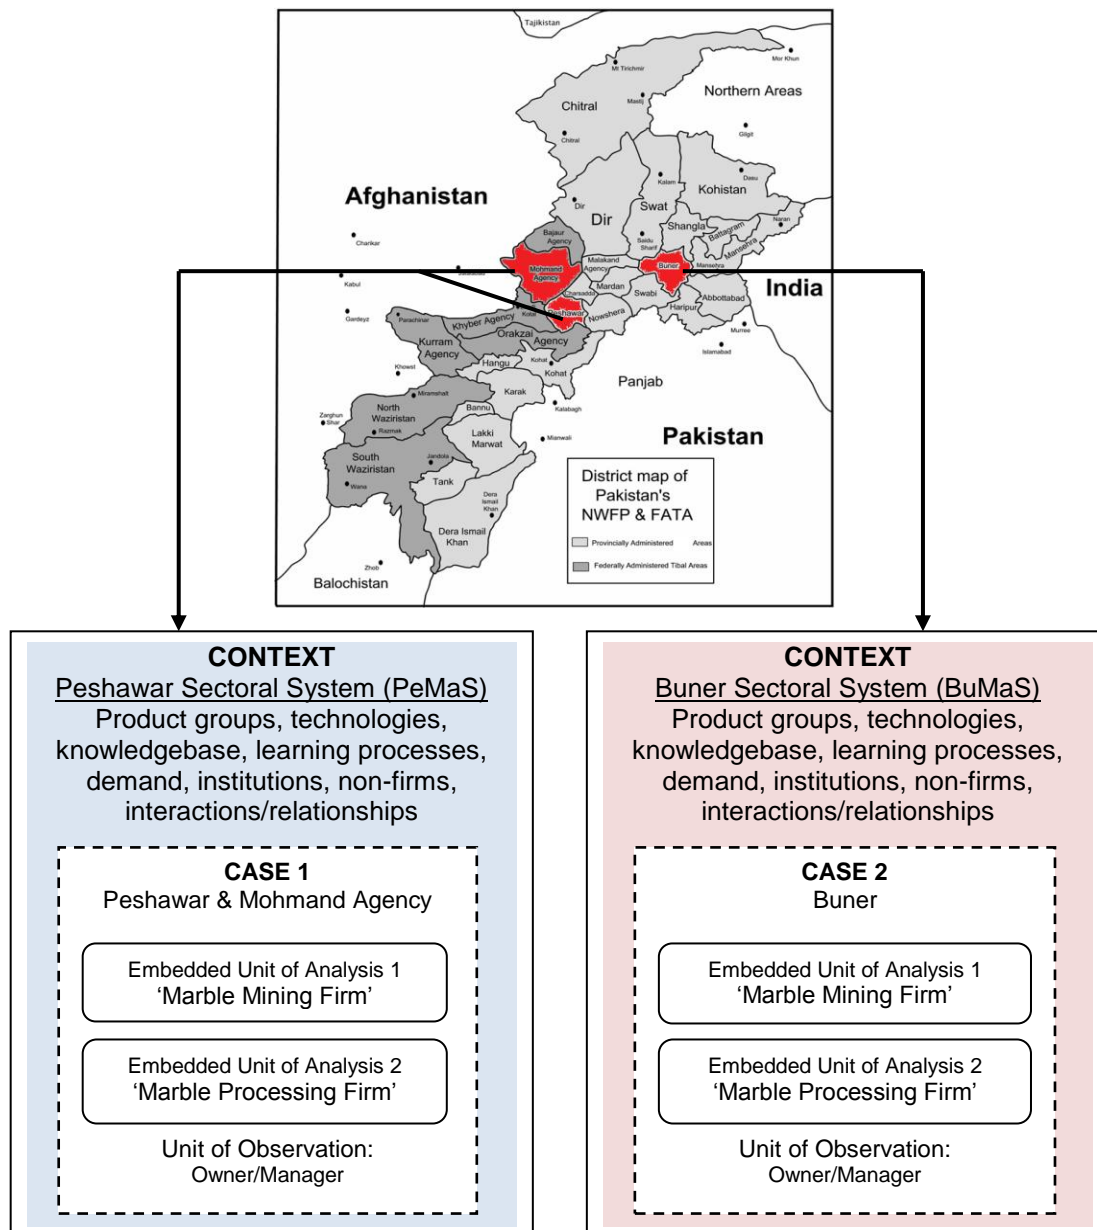 Tajikistan
Mor Khun
Mt Tirichmir
Northern Areas
Mastij
Chitral
Gilgit
Chitral
Dasu
Kalam
Kohistan
Afghanistan
Dir
Swat
Naran
Dir
Shangla
Battagram
Saidu
Sharif
Mansehra
Charikar
Bajaur
Agency
Malakand
Agency
Buner
Mansehra
Mohmand
Agency
Kabul
India
Charsadda
Mardan
Swabi
Abbottabad
Haripur
Gardeyz
Parachinar
Khyber Agency
Kotal
Peshawar
Nowshera
Murree
Orakzai
Agency
Kurram
Agency
Islamabad
Hangu
Kohat
Kohat
Khowst
Panjab
Karak
Miramshalt
Kalabagh
North
Waziristan
Bannu
Zarghun
Shar
Razmak
Lakki
Marwat
Mianwali
Pakistan
South
Waziristan
Jandola
Tank
Wana
Dera
Ismail
Khan
Dera Ismail
Khan
District map of
Pakistan's
NWFP & FATA
Provincially Administered Areas
Federally Administered Tibal Areas
Zhob
Balochistan
CONTEXT
Peshawar Sectoral System (PeMaS)
Product groups, technologies,
knowledgebase, learning processes,
demand, institutions, non-firms,
interactions/relationships
CASE 1
Peshawar & Mohmand Agency
Embedded Unit of Analysis 1
‘Marble Mining Firm’
Embedded Unit of Analysis 2
‘Marble Processing Firm’
Unit of Observation:
Owner/Manager
CONTEXT
Buner Sectoral System (BuMaS)
Product groups, technologies,
knowledgebase, learning processes,
demand, institutions, non-firms,
interactions/relationships
CASE 2
Buner
Embedded Unit of Analysis 1
‘Marble Mining Firm’
Embedded Unit of Analysis 2
‘Marble Processing Firm’
Unit of Observation:
Owner/Manager